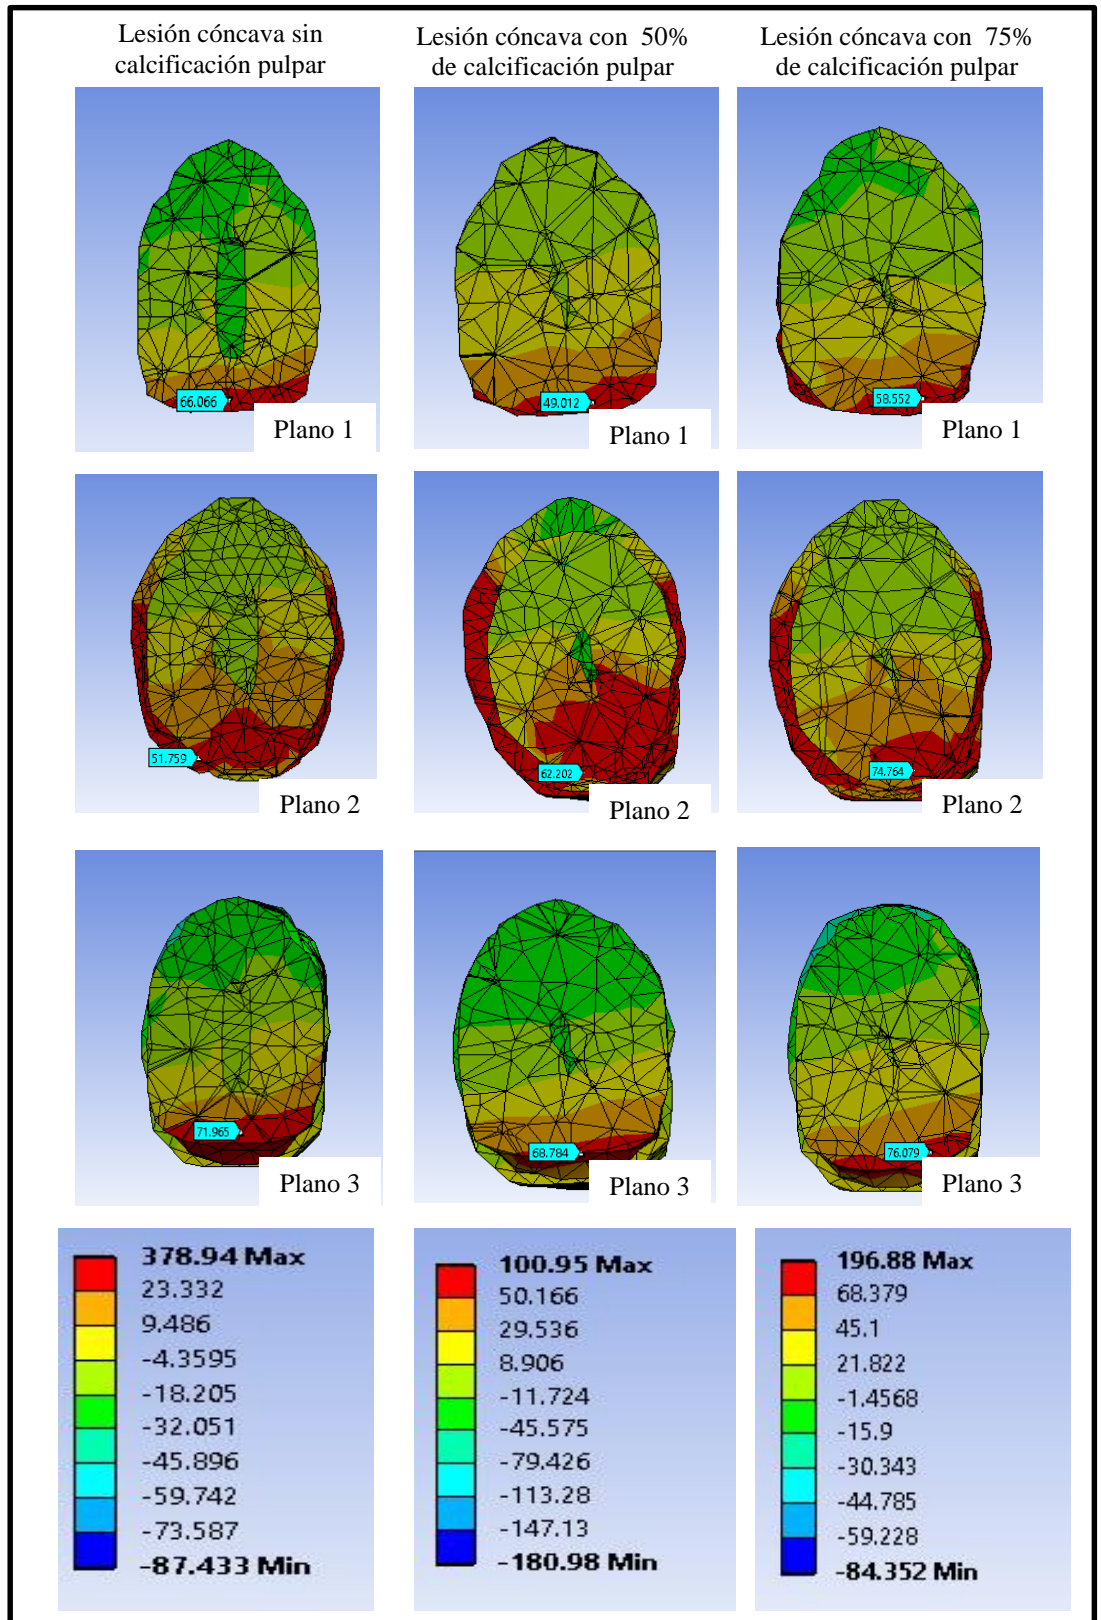 Lesión cóncava sin
calcificación pulpar
Lesión cóncava con 50%
de calcificación pulpar
Lesión cóncava con 75%
de calcificación pulpar
66.066
Plano 1
49.012
Plano 1
58.552
Plano 1
51.759
Plano 2
62.202
Plano 2
74.764
Plano 2
71.965
Plano 3
68.784
Plano 3
76.079
Plano 3
378.94 Max
23.332
9.486
-4.3595
-18.205
-32.051
-45.896
-59.742
-73.587
-87.433 Min
100.95 Max
50.166
29.536
8.906
-11.724
-45.575
-79.426
-113.28
-147.13
-180.98 Min
196.88 Max
68.379
45.1
21.822
-1.4568
-15.9
-30.343
-44.785
-59.228
-84.352 Min